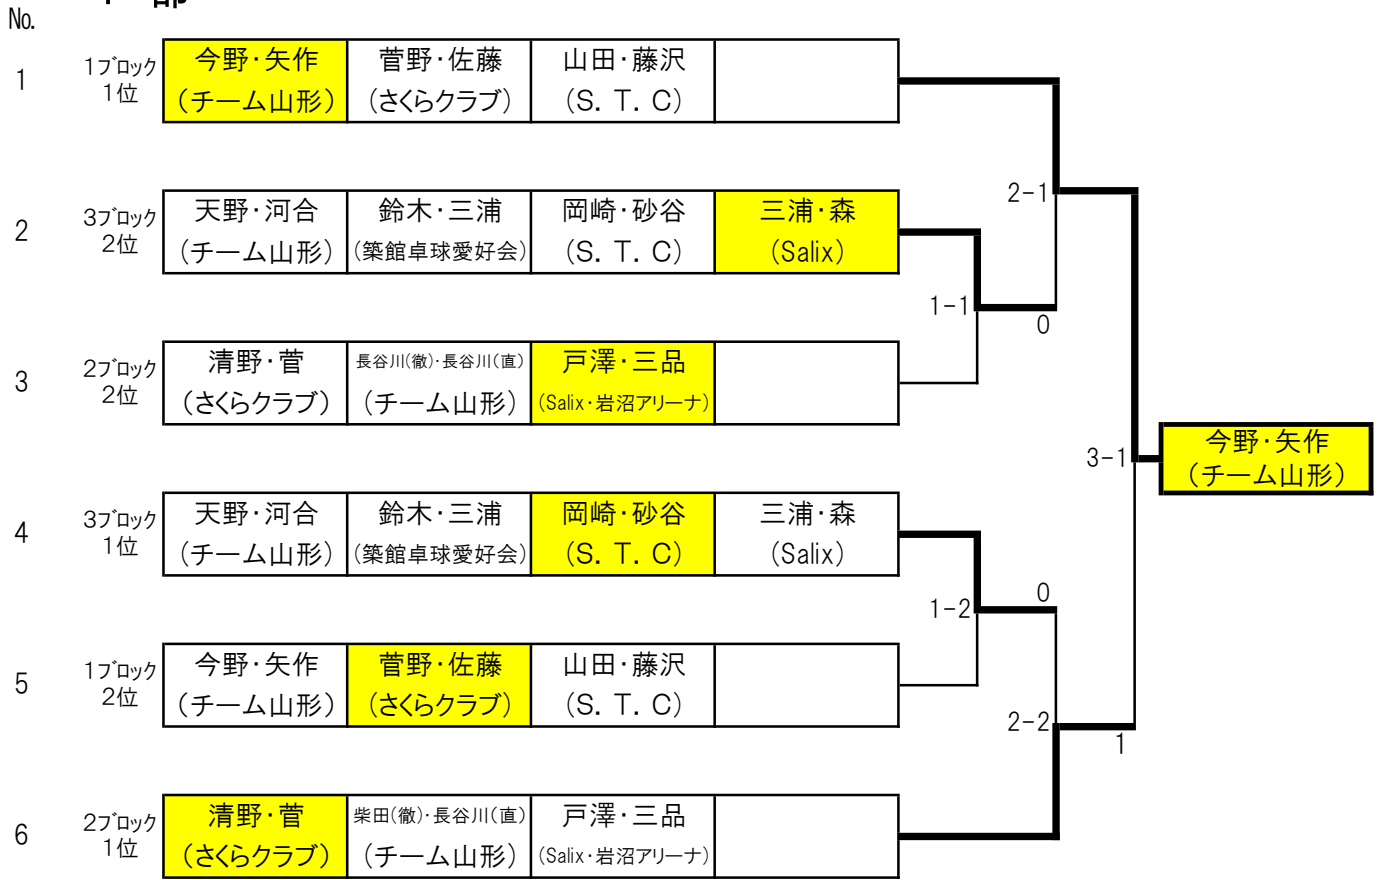 No.
1 1ブロック 1位 今野・矢作 菅野・佐藤 山田・藤沢
(チーム山形) (さくらクラブ) (S. T. C)
2-1
2 3ブロック 2位 天野・河合 鈴木・三浦 岡崎・砂谷 三浦・森
(チーム山形) (築館卓球愛好会) (S. T. C) (Salix)
1-1
0
3 2ブロック 2位 清野・菅 長谷川(徹)・長谷川(直) 戸澤・三品
(さくらクラブ) (チーム山形) (Salix・岩沼アリーナ)
3-1
今野・矢作
(チーム山形)
4 3ブロック 1位 天野・河合 鈴木・三浦 岡崎・砂谷 三浦・森
(チーム山形) (築館卓球愛好会) (S. T. C) (Salix)
0
1-2
5 1ブロック 2位 今野・矢作 菅野・佐藤 山田・藤沢
(チーム山形) (さくらクラブ) (S. T. C)
2-2
1
6 2ブロック 1位 清野・菅 柴田(徹)・長谷川(直) 戸澤・三品
(さくらクラブ) (チーム山形) (Salix・岩沼アリーナ)